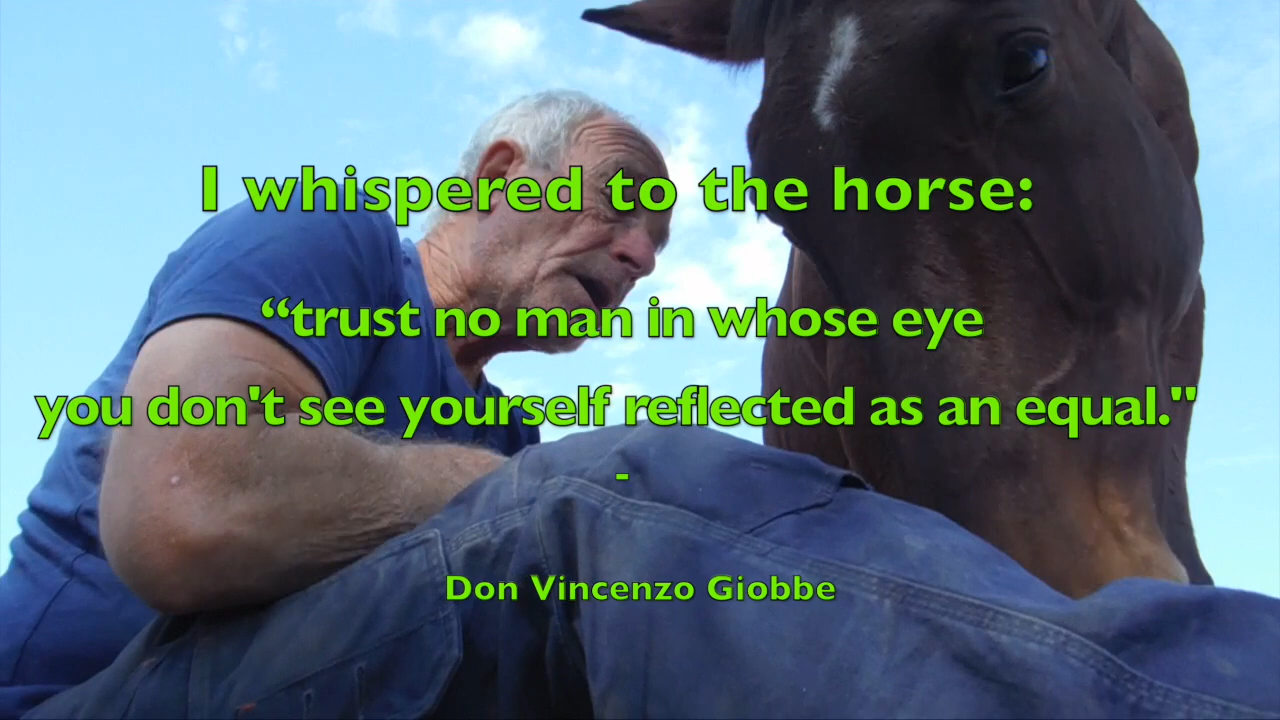 I whispered to the horse:
“trust no man in whose eye
you don't see yourself reflected as an equal."
-
Don Vincenzo Giobbe